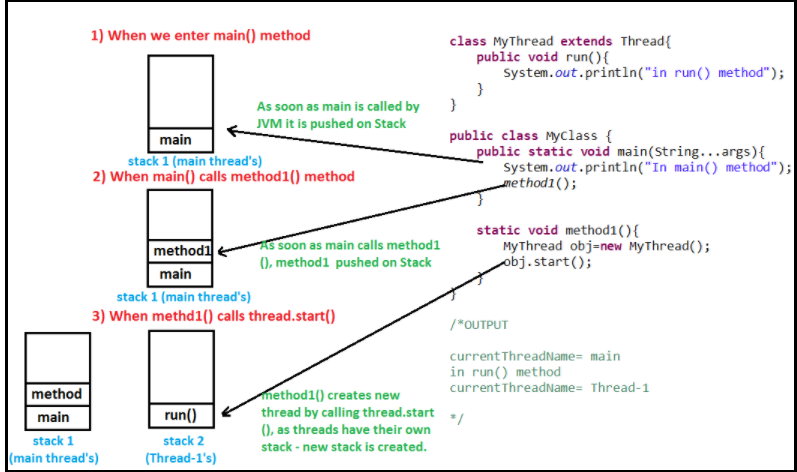 1) When we enter main() method
main
stack 1 (main thread's)
As soon as main is called by
JVM it is pushed on Stack
2) When main() calls method1() method
method1
main
stack 1 (main thread's)
As soon as main calls method1
(), method1 pushed on Stack
3) When methd1() calls thread.start()
method
main
stack 1
(main thread's)
run()
stack 2
(Thread-1's)
method1() creates new
thread by calling thread.start
(), as threads have their own
stack - new stack is created.
class MyThread extends Thread{
public void run(){
System.out.println("in run() method");
}
}
public class MyClass {
public static void main(String...args){
System.out.println("In main() method");
method1();
}
static void method1(){
MyThread obj=new MyThread();
obj.start();
}
}
/*OUTPUT
currentThreadName= main
in run() method
currentThreadName= Thread-1
*/